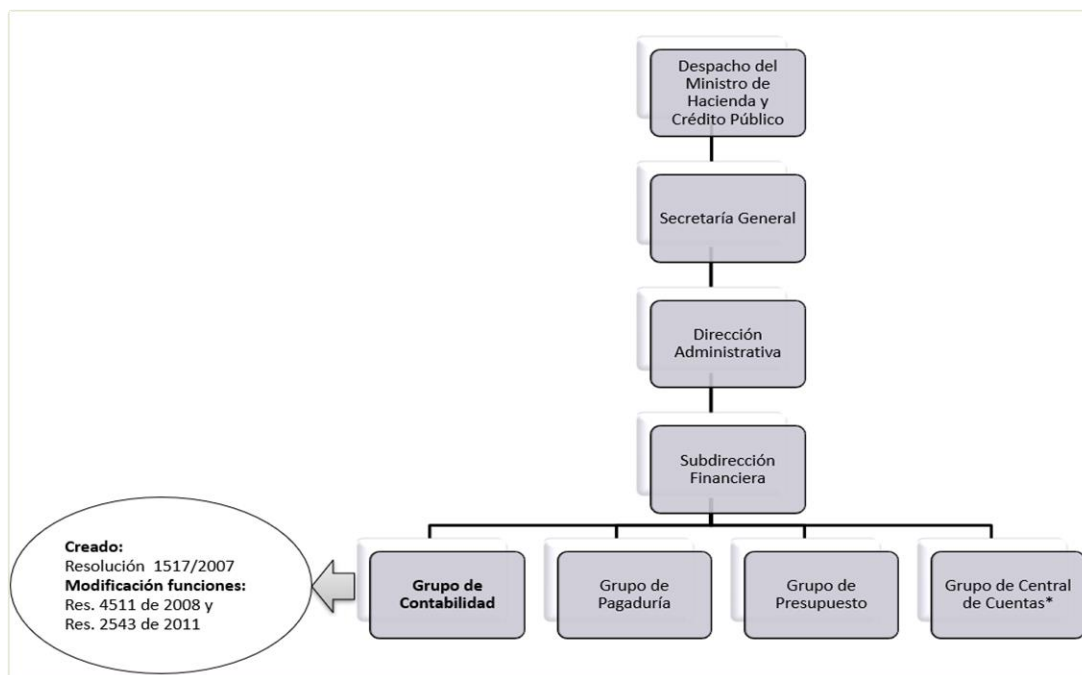 Despacho del
Ministro de
Hacienda y
Crédito Público
Secretaría General
Dirección
Administrativa
Subdirección
Financiera
Creado:
Resolución 1517/2007
Modificación funciones:
Res. 4511 de 2008 y
Res. 2543 de 2011
Grupo de
Contabilidad
Grupo de
Pagaduría
Grupo de
Presupuesto
Grupo de Central
de Cuentas*